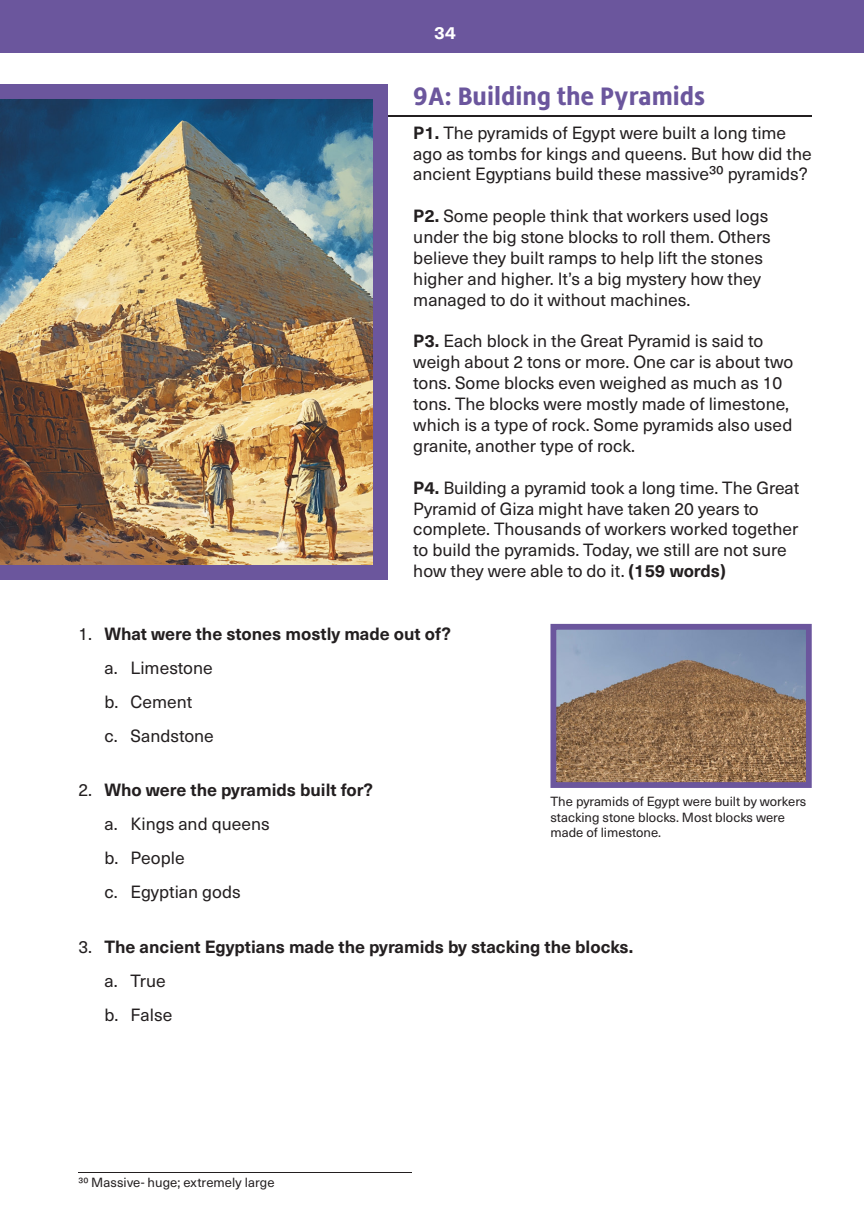 34
9A: Building the Pyramids
P1. The pyramids of Egypt were built a long time
ago as tombs for kings and queens. But how did the
ancient Egyptians build these massive³⁰ pyramids?
P2. Some people think that workers used logs
under the big stone blocks to roll them. Others
believe they built ramps to help lift the stones
higher and higher. It’s a big mystery how they
managed to do it without machines.
P3. Each block in the Great Pyramid is said to
weigh about 2 tons or more. One car is about two
tons. Some blocks even weighed as much as 10
tons. The blocks were mostly made of limestone,
which is a type of rock. Some pyramids also used
granite, another type of rock.
P4. Building a pyramid took a long time. The Great
Pyramid of Giza might have taken 20 years to
complete. Thousands of workers worked together
to build the pyramids. Today, we still are not sure
how they were able to do it. (159 words)
1. What were the stones mostly made out of?
a. Limestone
b. Cement
c. Sandstone
2. Who were the pyramids built for?
a. Kings and queens
b. People
c. Egyptian gods
The pyramids of Egypt were built by workers
stacking stone blocks. Most blocks were
made of limestone.
3. The ancient Egyptians made the pyramids by stacking the blocks.
a. True
b. False
³⁰ Massive- huge; extremely large